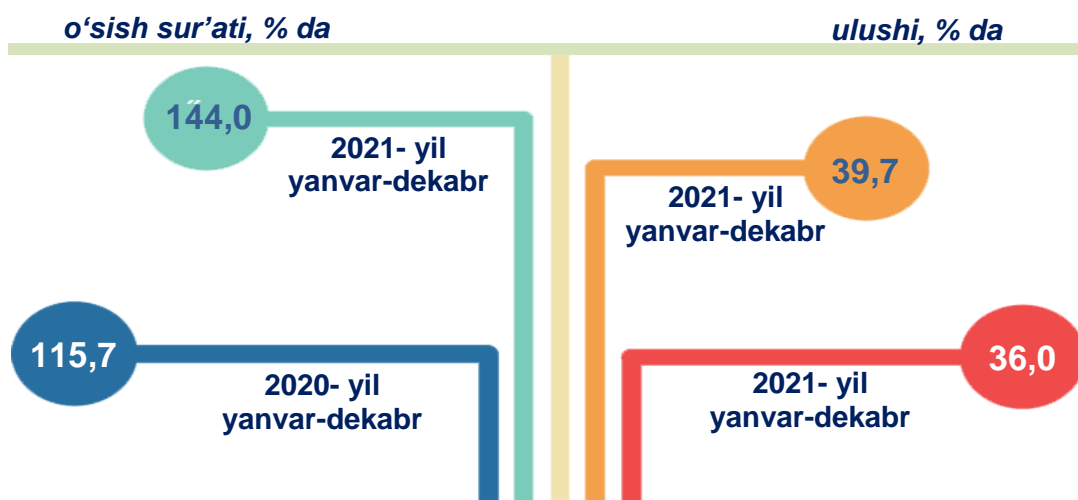 o‘sish sur’ati, % da
ulushi, % da
144,0
2021- yil
yanvar-dekabr
39,7
2021- yil
yanvar-dekabr
115,7
2020- yil
yanvar-dekabr
36,0
2021- yil
yanvar-dekabr